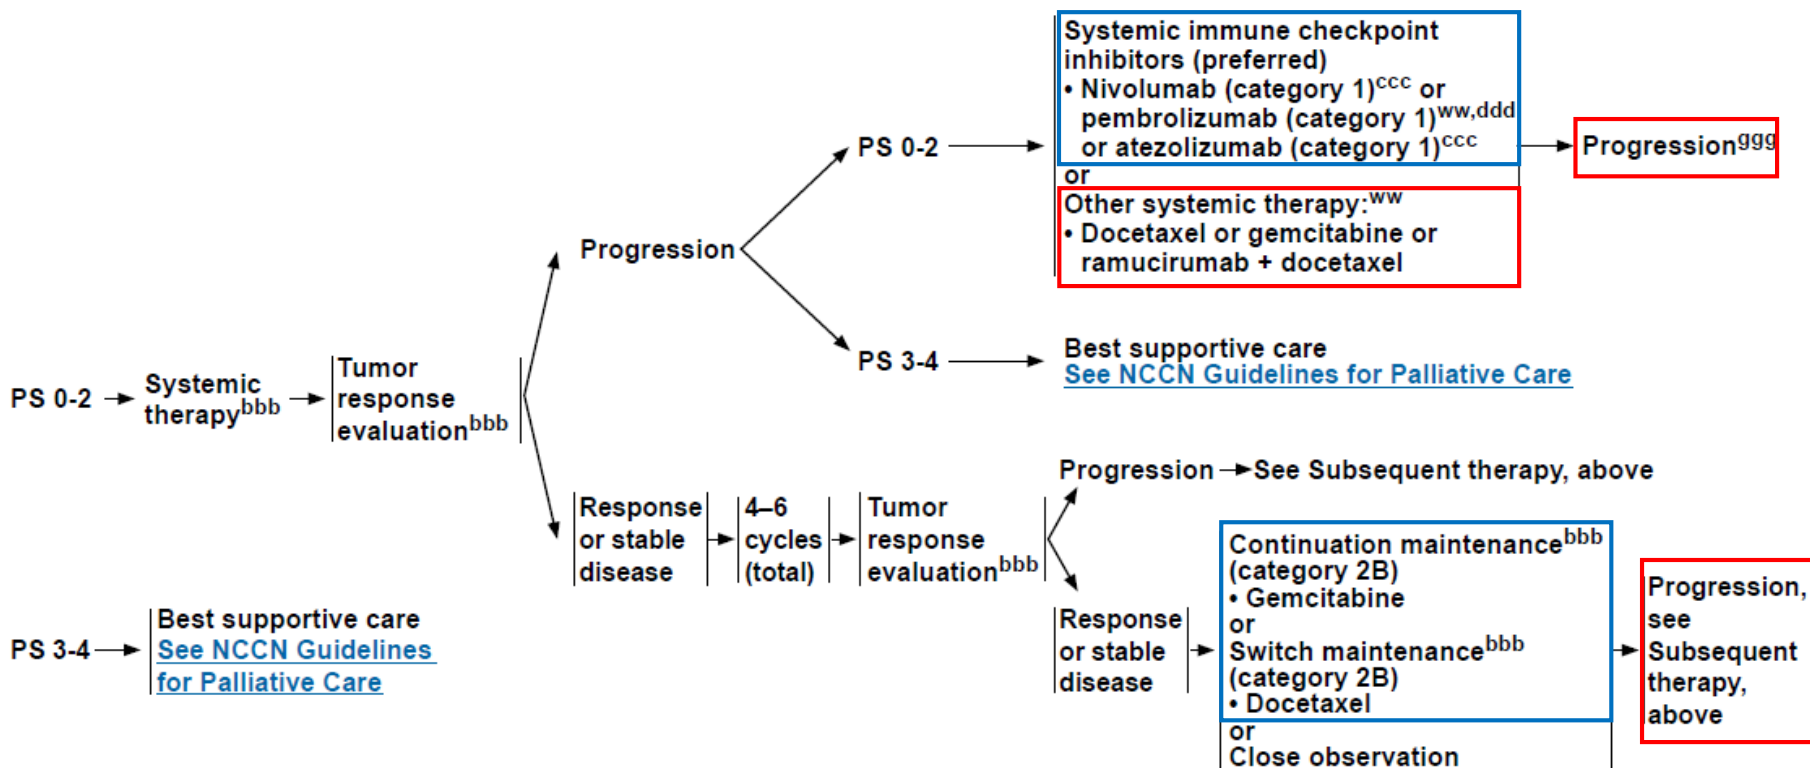 Systemic immune checkpoint
inhibitors (preferred)
• Nivolumab (category 1)ccc or
pembrolizumab (category 1)ww,ddd
or atezolizumab (category 1)ccc
or
Other systemic therapy:ww
• Docetaxel or gemcitabine or
ramucirumab + docetaxel
PS 0-2
Progressionggg
Progression
PS 3-4
Best supportive care
See NCCN Guidelines for Palliative Care
PS 0-2
Systemic
therapybbb
Tumor
response
evaluationbbb
Response
or stable
disease
4–6
cycles
(total)
Tumor
response
evaluationbbb
Progression
See Subsequent therapy, above
Response
or stable
disease
Continuation maintenancebbb
(category 2B)
• Gemcitabine
or
Switch maintenancebbb
(category 2B)
• Docetaxel
or
Close observation
Progression,
see
Subsequent
therapy,
above
PS 3-4
Best supportive care
See NCCN Guidelines
for Palliative Care